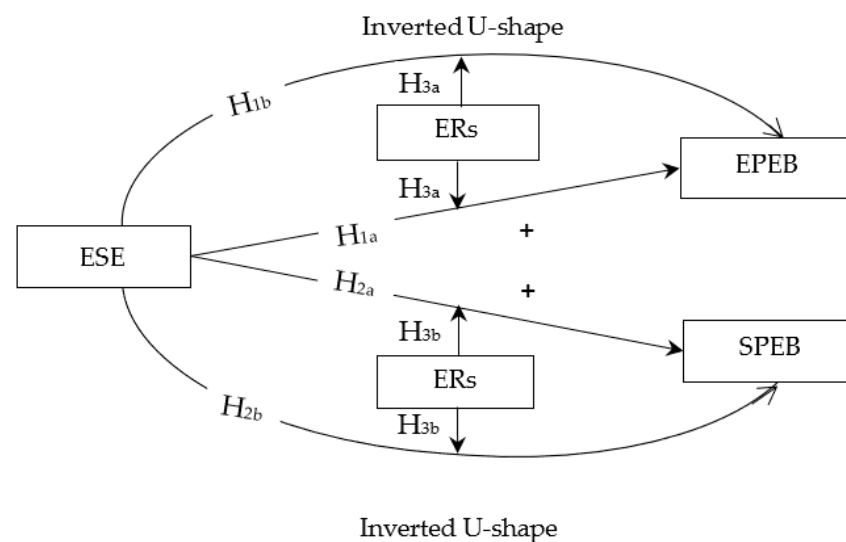 Inverted U-shape
H3a
H1b
ERs
EPEB
H3a
H1a
+
ESE
H2a
+
H3b
SPEB
ERs
H2b
H3b
Inverted U-shape